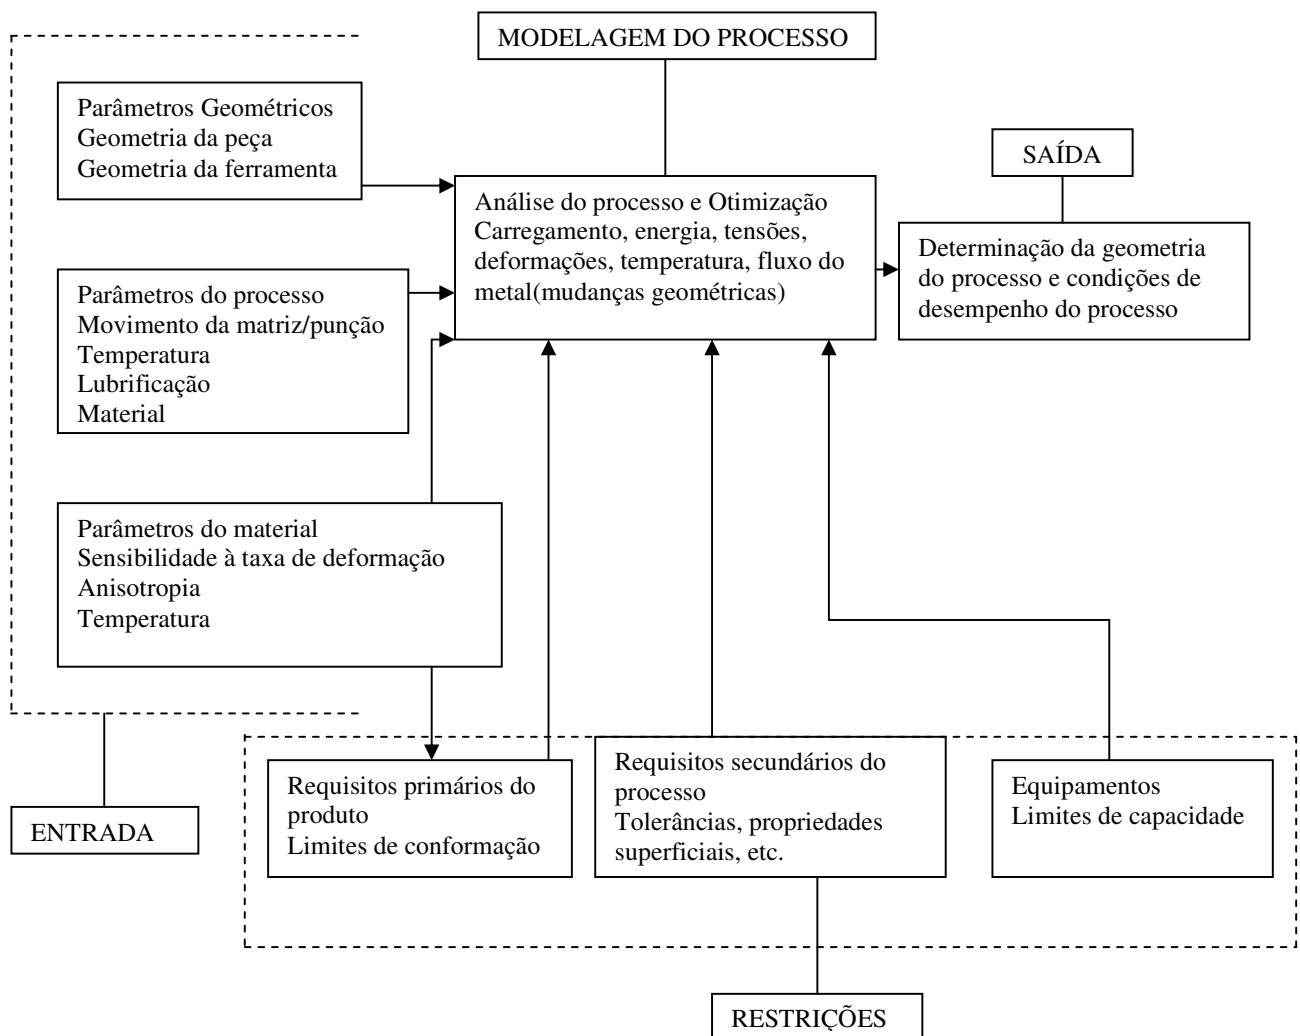 MODELAGEM DO PROCESSO
Parâmetros Geométricos
Geometria da peça
Geometria da ferramenta
SAÍDA
Análise do processo e Otimização
Carregamento, energia, tensões,
deformações, temperatura, fluxo do
metal(mudanças geométricas)
Determinação da geometria
do processo e condições de
desempenho do processo
Parâmetros do processo
Movimento da matriz/punção
Temperatura
Lubrificação
Material
Parâmetros do material
Sensibilidade à taxa de deformação
Anisotropia
Temperatura
ENTRADA
Requisitos primários do
produto
Limites de conformação
Requisitos secundários do
processo
Tolerâncias, propriedades
superficiais, etc.
Equipamentos
Limites de capacidade
RESTRIÇÕES